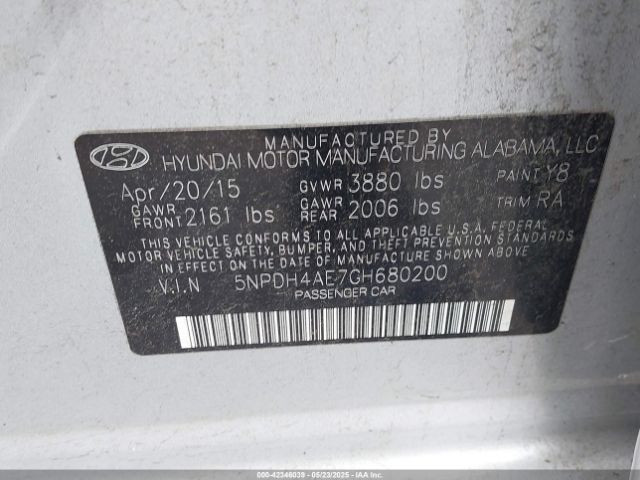 MANUFACTURED BY
HYUNDAI MOTOR MANUFACTURING ALABAMA, LLC
Apr/20/15 GVWR 3880 lbs PAINT Y8
GAWR FRONT 2161 lbs GAWR REAR 2006 lbs TRIM RA
THIS VEHICLE CONFORMS TO ALL APPLICABLE U.S.A. FEDERAL
MOTOR VEHICLE SAFETY, BUMPER, AND THEFT PREVENTION STANDARDS
IN EFFECT ON THE DATE OF MANUFACTURE SHOWN ABOVE
V.I.N 5NPDH4AE7GH680200
PASSENGER CAR
000-42346039 - 05/23/2025 - IAA Inc.